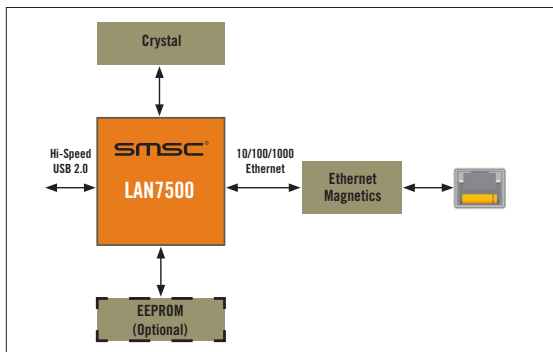 Crystal
Hi-Speed
USB 2.0
smsc®
LAN7500
10/100/1000
Ethernet
Ethernet
Magnetics
EEPROM
(Optional)